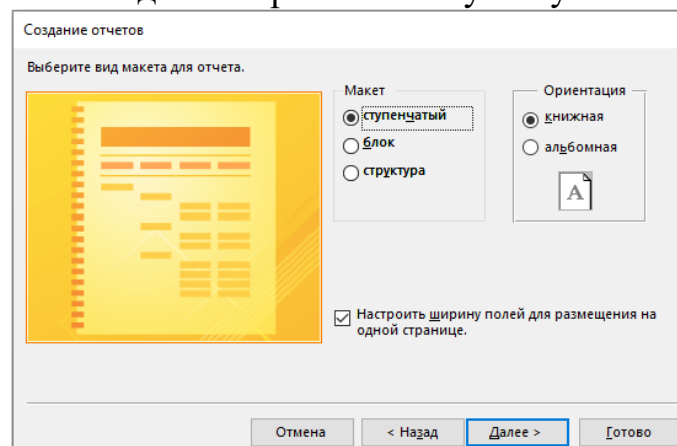 Создание отчетов
Выберите вид макета для отчета.
Макет
ступенчатый
блок
структура
Ориентация
книжная
альбомная
A
Настроить ширину полей для размещения на
одной странице.
Отмена
< Назад
Далее >
Готово